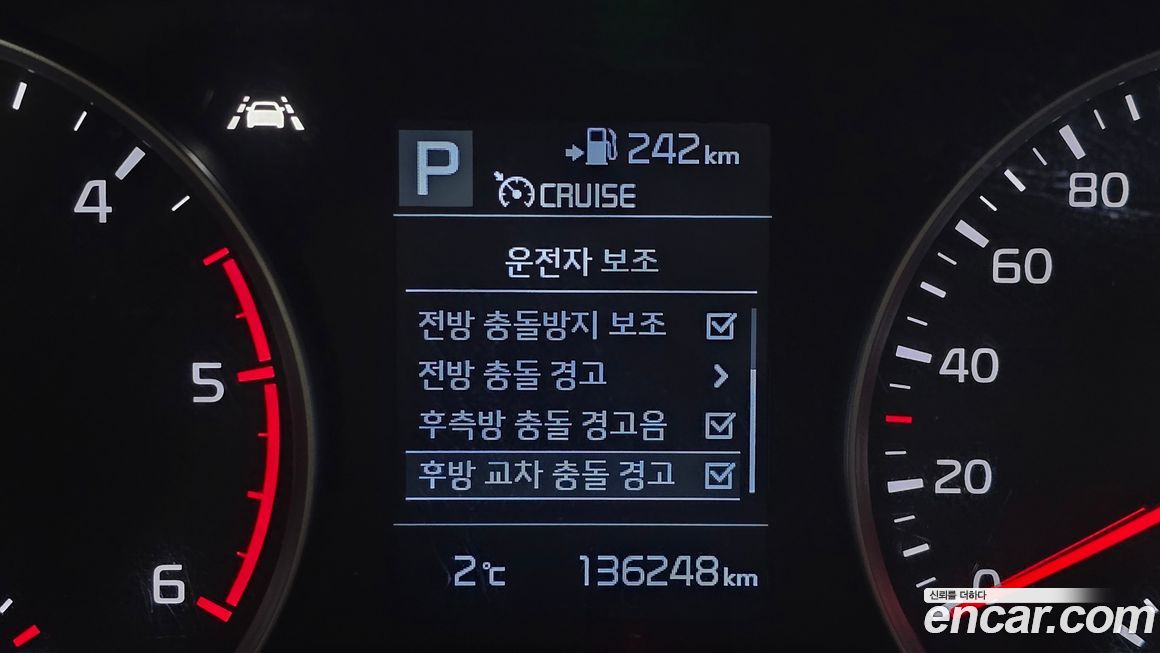 4
5
6
P
242km
CRUISE
운전자 보조
전방 충돌방지 보조
전방 충돌 경고
후측방 충돌 경고음
후방 교차 충돌 경고
2℃
136248km
80
60
40
20
0
신뢰를 더하다
encar.com